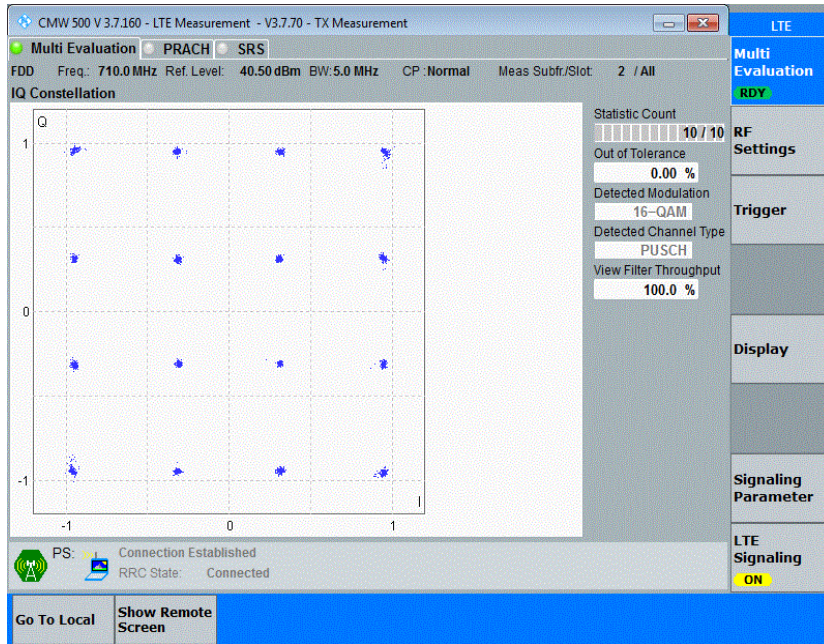 CMW 500 V 3.7.160 - LTE Measurement - V3.7.70 - TX Measurement
LTE
Multi Evaluation PRACH SRS
Multi
Evaluation
RDY
FDD Freq.: 710.0 MHz Ref. Level: 40.50 dBm BW: 5.0 MHz CP : Normal Meas Subfr./Slot: 2 / All
IQ Constellation
Q
1
0
-1
I
-1 0 1
Statistic Count
10 / 10
Out of Tolerance
0.00 %
Detected Modulation
16-QAM
Detected Channel Type
PUSCH
View Filter Throughput
100.0 %
RF
Settings
Trigger
Display
Signaling
Parameter
LTE
Signaling
ON
PS: Connection Established
RRC State: Connected
Go To Local
Show Remote
Screen